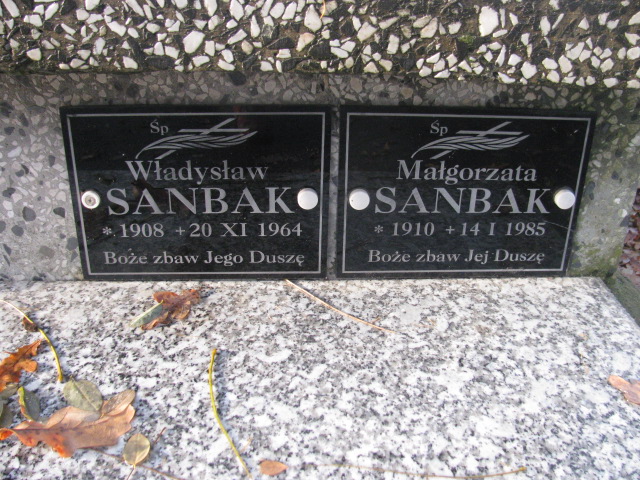 Śp
Władysław
SANBAK
* 1908 + 20 XI 1964
Boże zbaw Jego Duszę
Śp
Małgorzata
SANBAK
* 1910 + 14 I 1985
Boże zbaw Jej Duszę